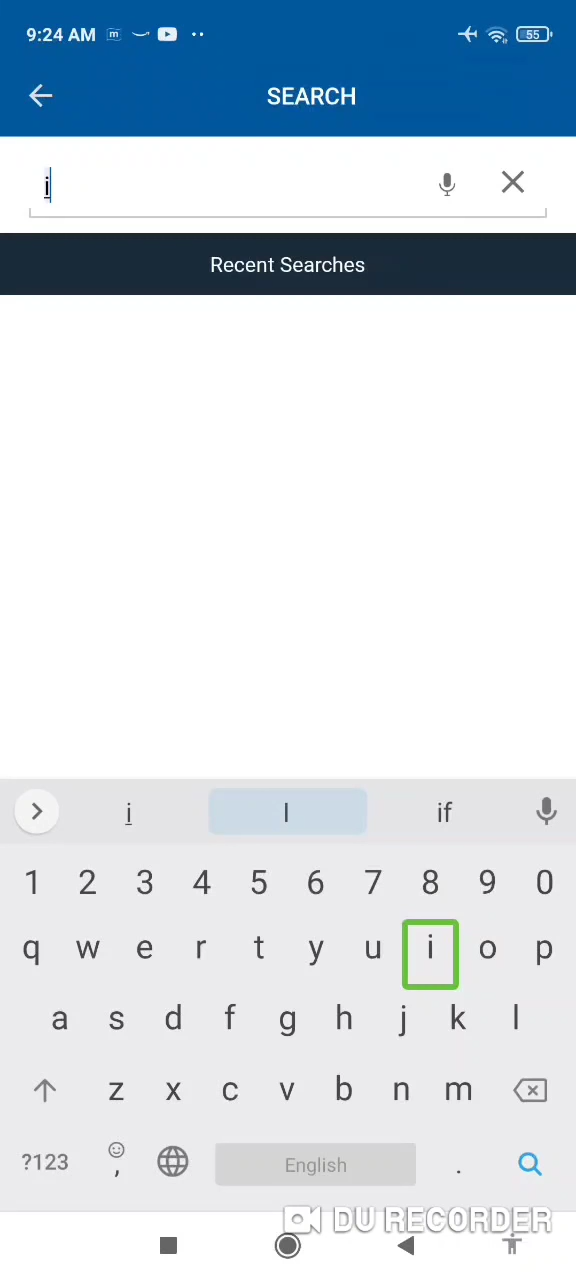 9:24 AM m 55
SEARCH
i
Recent Searches
i I if
1 2 3 4 5 6 7 8 9 0
q w e r t y u i o p
a s d f g h j k l
z x c v b n m
?123 , English .
DU RECORDER